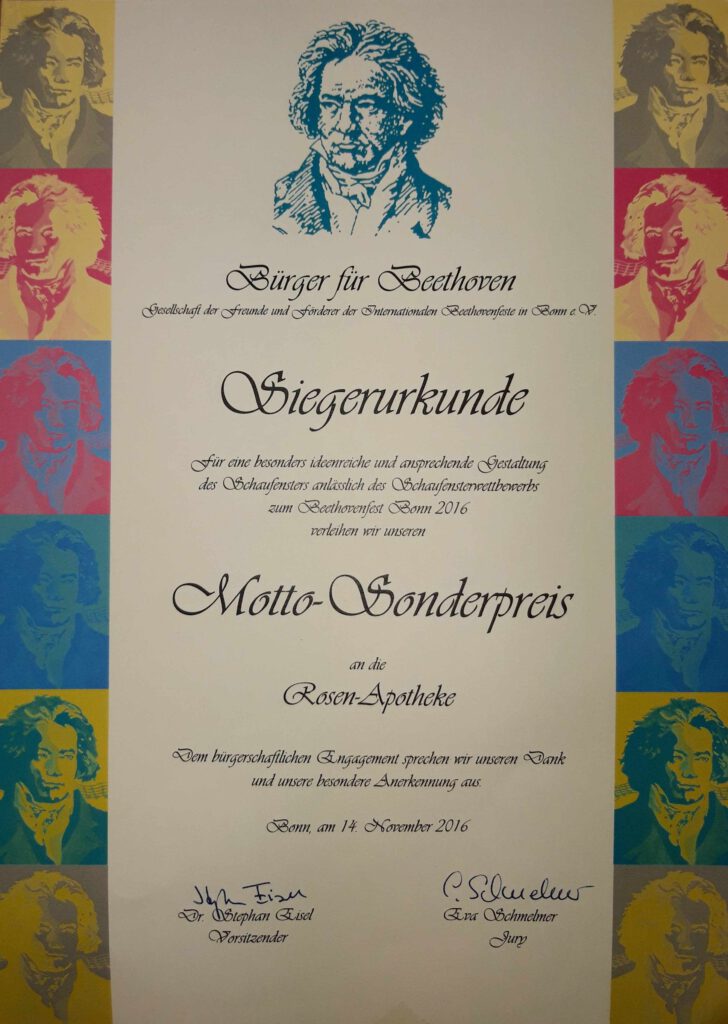 Bürger für Beethoven
Gesellschaft der Freunde und Förderer der Internationalen Beethovenfeste in Bonn e.V.
Siegerurkunde
Für eine besonders ideenreiche und ansprechende Gestaltung
des Schaufensters anlässlich des Schaufensterwettbewerbs
zum Beethovenfest Bonn 2016
verleihen wir unseren
Motto-Sonderpreis
an die
Rosen-Apotheke
Dem bürgerschaftlichen Engagement sprechen wir unseren Dank
und unsere besondere Anerkennung aus.
Bonn, am 14. November 2016
Stephan Eisel
E. Schmelmer
Dr. Stephan Eisel
Eva Schmelmer
Vorsitzender
Jury